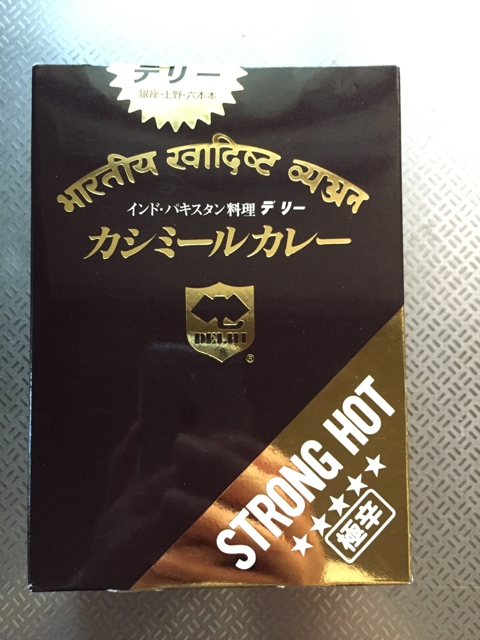 デリー
銀座・上野・六本木
भारतीय स्वादिष्ट व्यञ्जन
インド・パキスタン料理 デリー
カシミールカレー
DELHI
®
STRONG HOT
★★★★★
極辛